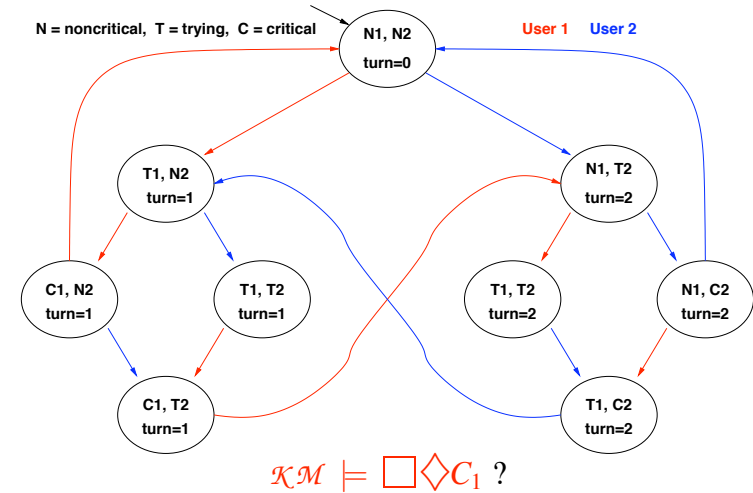 N = noncritical, T = trying, C = critical
User 1 User 2
N1, N2
turn=0
T1, N2
turn=1
N1, T2
turn=2
C1, N2
turn=1
T1, T2
turn=1
T1, T2
turn=2
N1, C2
turn=2
C1, T2
turn=1
T1, C2
turn=2
𝒦ℳ ⊨ □◇C₁ ?